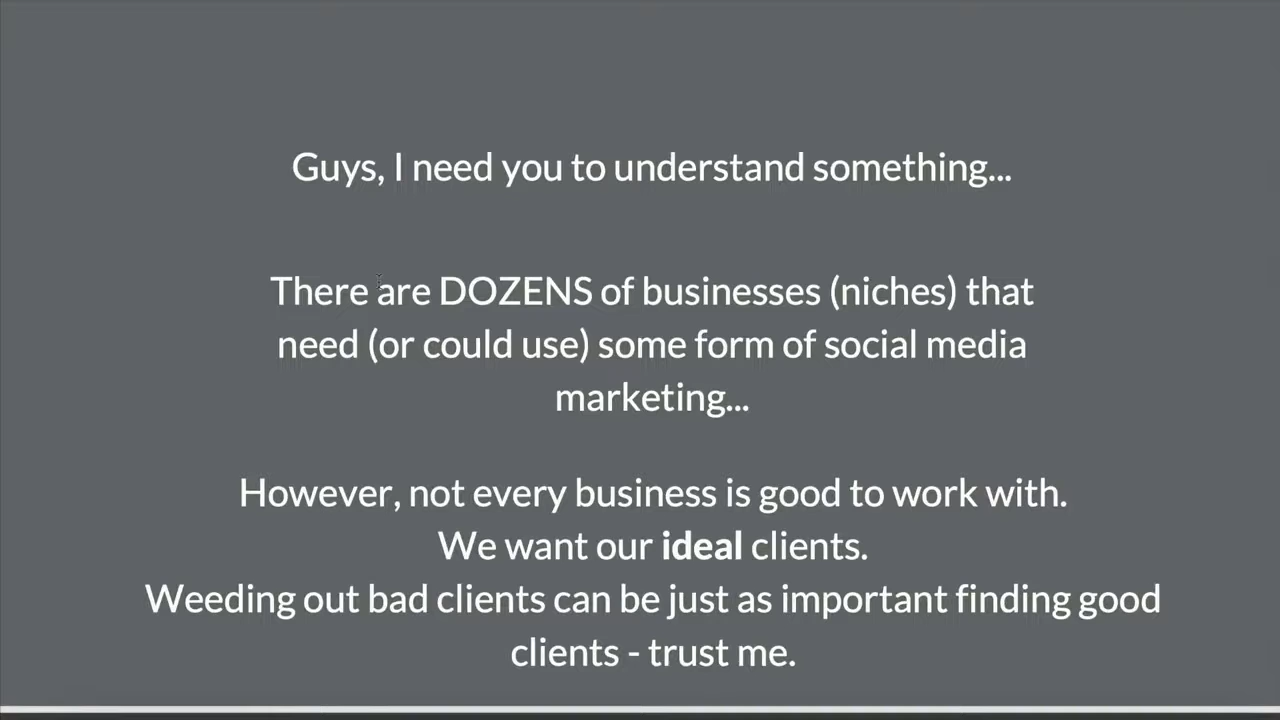 Guys, I need you to understand something...
There are DOZENS of businesses (niches) that
need (or could use) some form of social media
marketing...
However, not every business is good to work with.
We want our ideal clients.
Weeding out bad clients can be just as important finding good
clients - trust me.